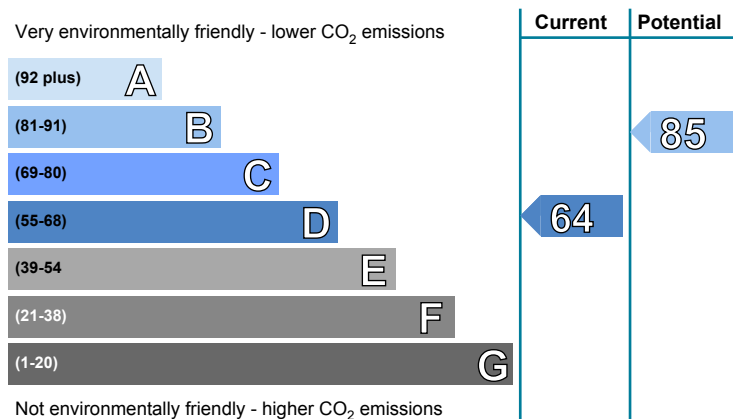 Current Potential
Very environmentally friendly - lower CO2 emissions
(92 plus) A
(81-91) B
85
(69-80) C
(55-68) D
64
(39-54 E
(21-38) F
(1-20) G
Not environmentally friendly - higher CO2 emissions